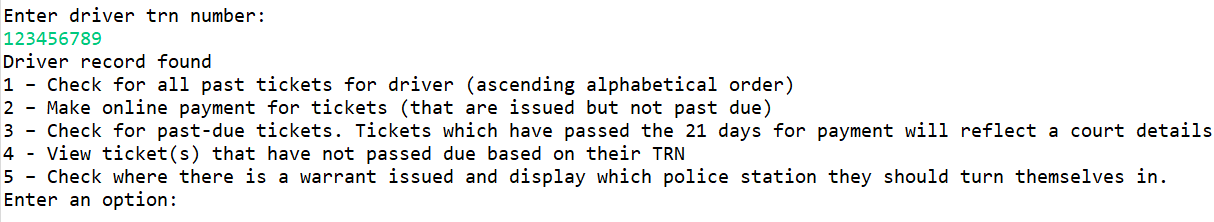 Enter driver trn number:
123456789
Driver record found
1 – Check for all past tickets for driver (ascending alphabetical order)
2 – Make online payment for tickets (that are issued but not past due)
3 – Check for past-due tickets. Tickets which have passed the 21 days for payment will reflect a court details
4 - View ticket(s) that have not passed due based on their TRN
5 – Check where there is a warrant issued and display which police station they should turn themselves in.
Enter an option: